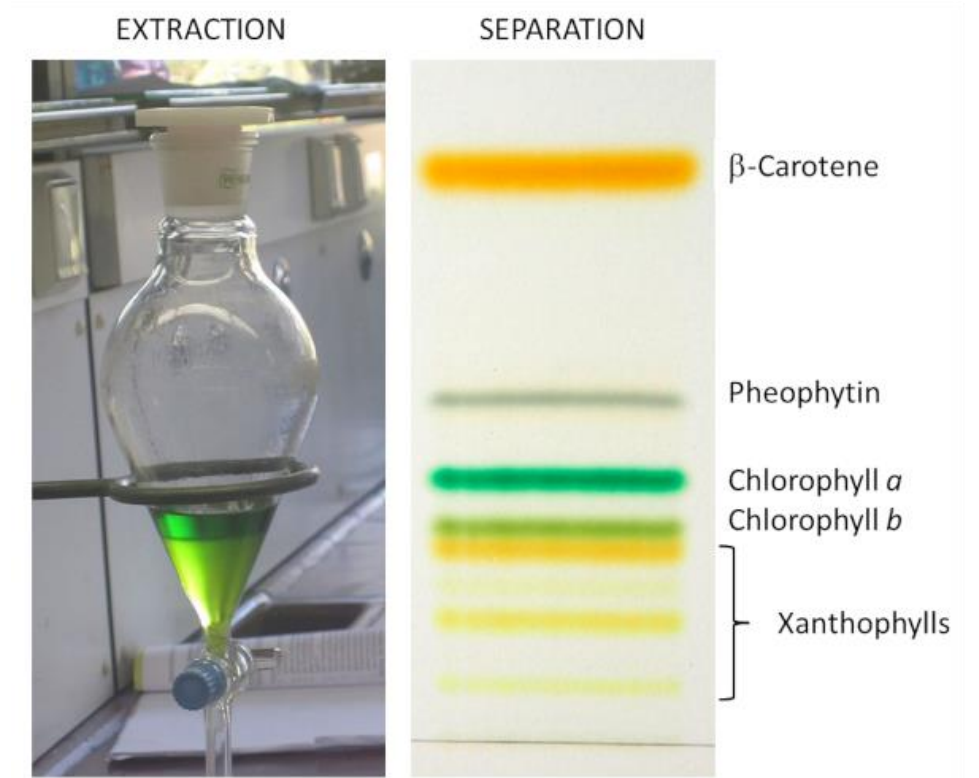 EXTRACTION
SEPARATION
β-Carotene
Pheophytin
Chlorophyll a
Chlorophyll b
Xanthophylls